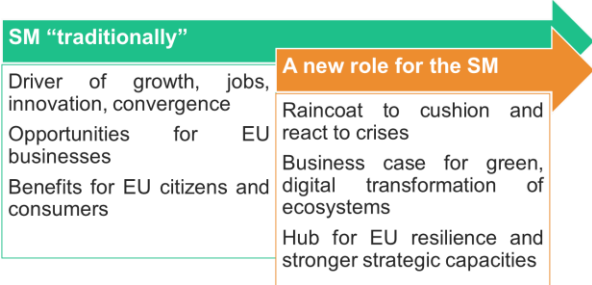 SM “traditionally”
Driver of growth, jobs,
innovation, convergence
Opportunities for EU
businesses
Benefits for EU citizens and
consumers
A new role for the SM
Raincoat to cushion and
react to crises
Business case for green,
digital transformation of
ecosystems
Hub for EU resilience and
stronger strategic capacities